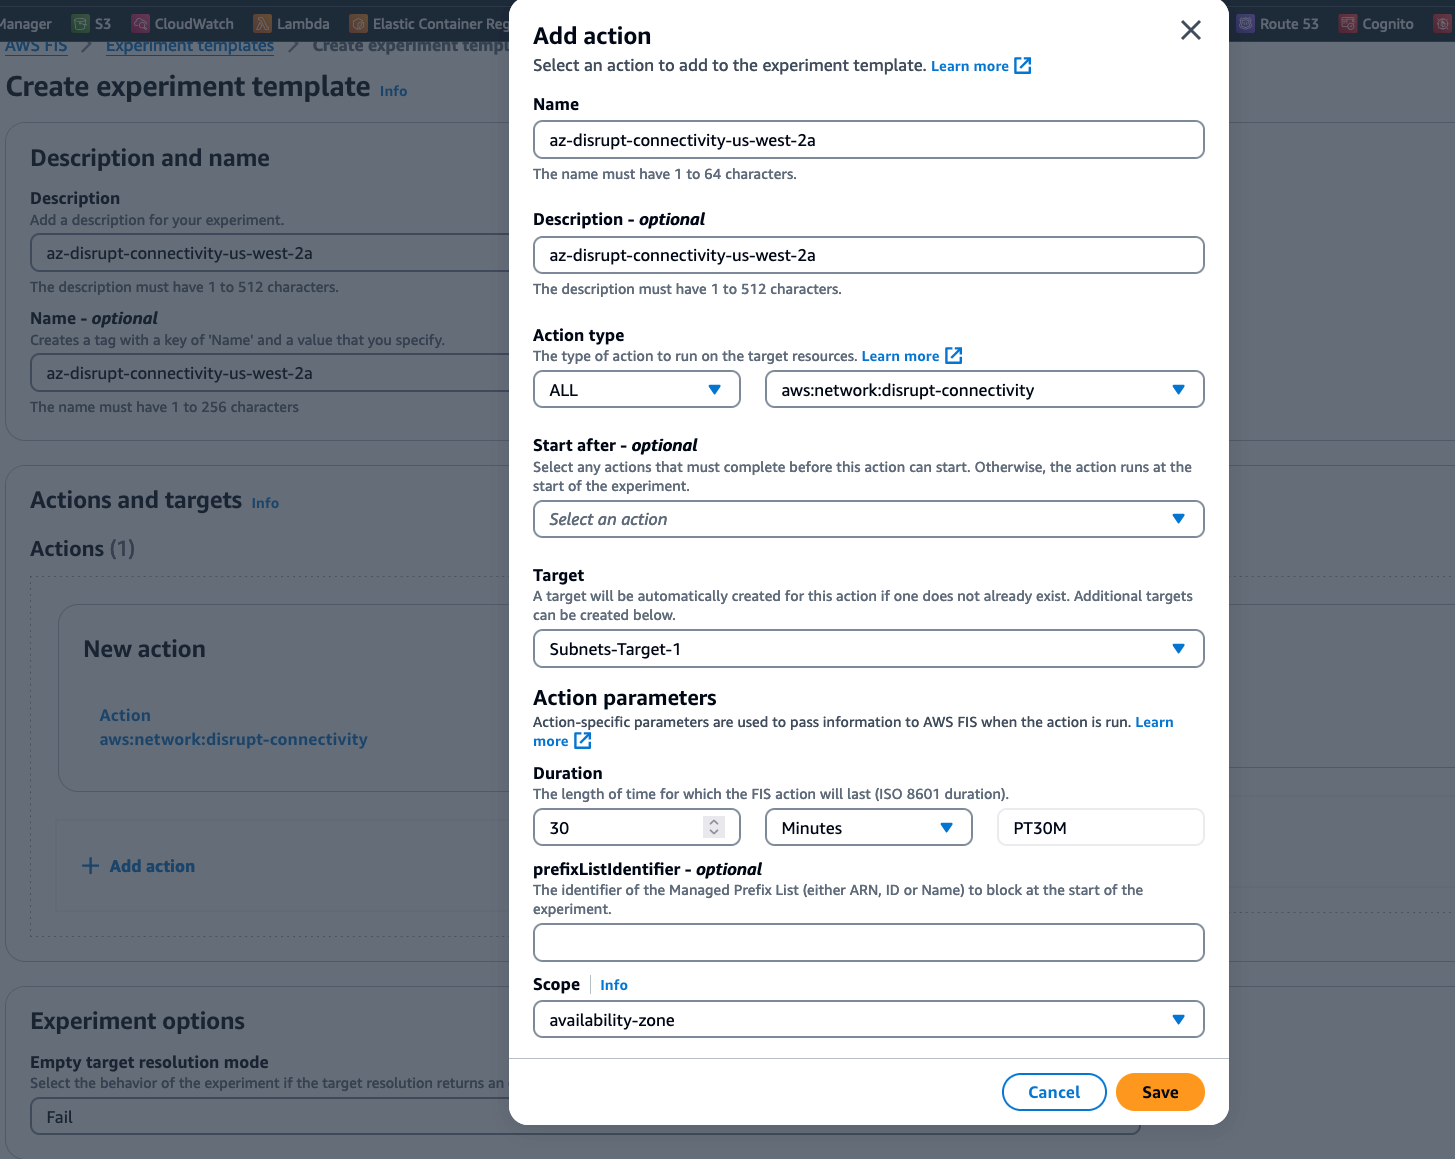 Manager S3 CloudWatch Lambda Elastic Container Reg Route 53 Cognito
AWS FIS Experiment templates Create experiment templ
Create experiment template Info
Description and name
Description
Add a description for your experiment.
az-disrupt-connectivity-us-west-2a
The description must have 1 to 512 characters.
Name - optional
Creates a tag with a key of 'Name' and a value that you specify.
az-disrupt-connectivity-us-west-2a
The name must have 1 to 256 characters
Actions and targets Info
Actions (1)
New action
Action
aws:network:disrupt-connectivity
Add action
Experiment options
Empty target resolution mode
Select the behavior of the experiment if the target resolution returns an
Fail
Add action
Select an action to add to the experiment template. Learn more
Name
az-disrupt-connectivity-us-west-2a
The name must have 1 to 64 characters.
Description - optional
az-disrupt-connectivity-us-west-2a
The description must have 1 to 512 characters.
Action type
The type of action to run on the target resources. Learn more
ALL aws:network:disrupt-connectivity
Start after - optional
Select any actions that must complete before this action can start. Otherwise, the action runs at the
start of the experiment.
Select an action
Target
A target will be automatically created for this action if one does not already exist. Additional targets
can be created below.
Subnets-Target-1
Action parameters
Action-specific parameters are used to pass information to AWS FIS when the action is run. Learn
more
Duration
The length of time for which the FIS action will last (ISO 8601 duration).
30 Minutes PT30M
prefixListIdentifier - optional
The identifier of the Managed Prefix List (either ARN, ID or Name) to block at the start of the
experiment.
Scope Info
availability-zone
Cancel Save